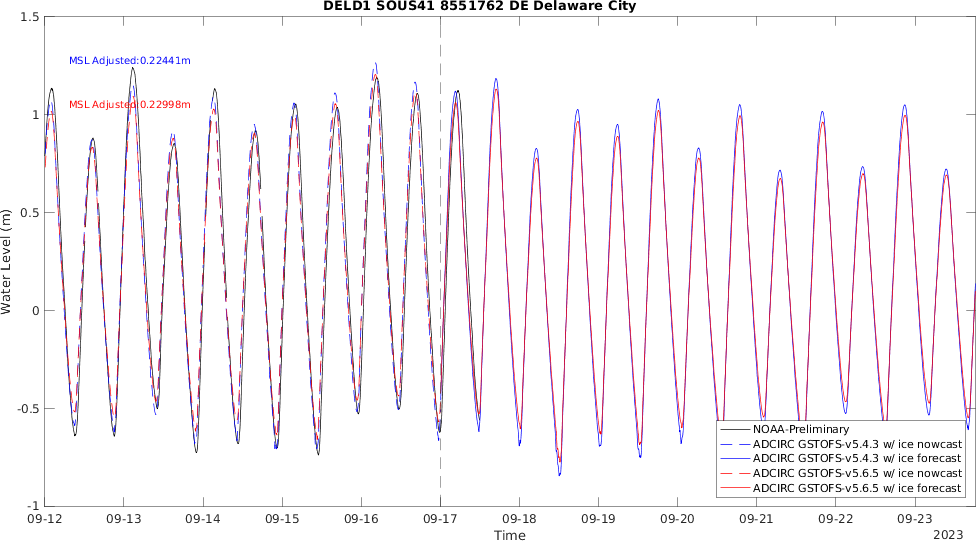 DELD1 SOUS41 8551762 DE Delaware City
1.5
MSL Adjusted:0.22441m
MSL Adjusted:0.22998m
1
0.5
0
-0.5
-1
Water Level (m)
NOAA-Preliminary
ADCIRC GSTOFS-v5.4.3 w/ ice nowcast
ADCIRC GSTOFS-v5.4.3 w/ ice forecast
ADCIRC GSTOFS-v5.6.5 w/ ice nowcast
ADCIRC GSTOFS-v5.6.5 w/ ice forecast
09-12 09-13 09-14 09-15 09-16 09-17 09-18 09-19 09-20 09-21 09-22 09-23
Time
2023